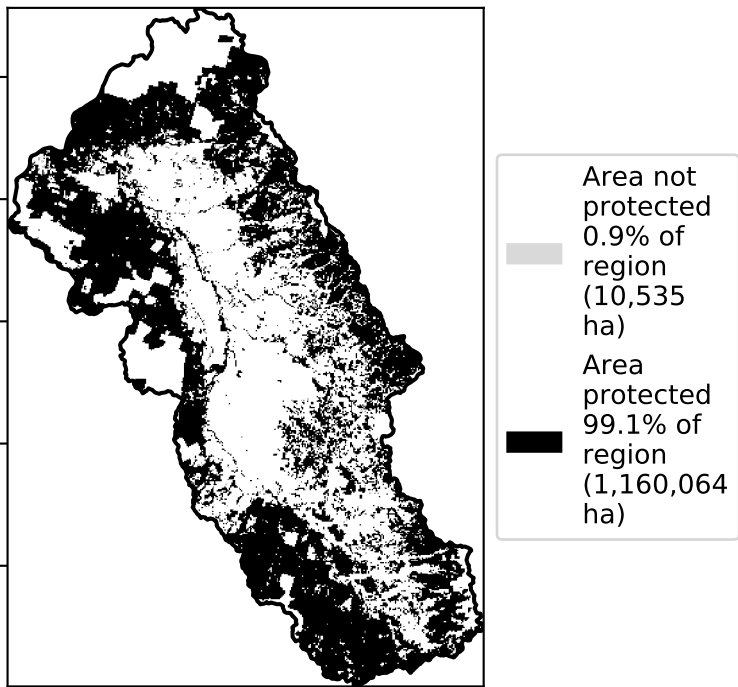 Area not
protected
0.9% of
region
(10,535
ha)
Area
protected
99.1% of
region
(1,160,064
ha)